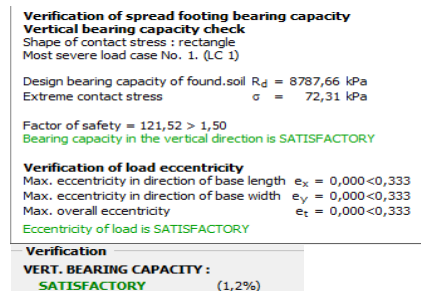 Verification of spread footing bearing capacity
Vertical bearing capacity check
Shape of contact stress : rectangle
Most severe load case No. 1. (LC 1)
Design bearing capacity of found.soil Rd = 8787,66 kPa
Extreme contact stress σ = 72,31 kPa
Factor of safety = 121,52 > 1,50
Bearing capacity in the vertical direction is SATISFACTORY
Verification of load eccentricity
Max. eccentricity in direction of base length ex = 0,000<0,333
Max. eccentricity in direction of base width ey = 0,000<0,333
Max. overall eccentricity et = 0,000<0,333
Eccentricity of load is SATISFACTORY
Verification
VERT. BEARING CAPACITY :
SATISFACTORY (1,2%)